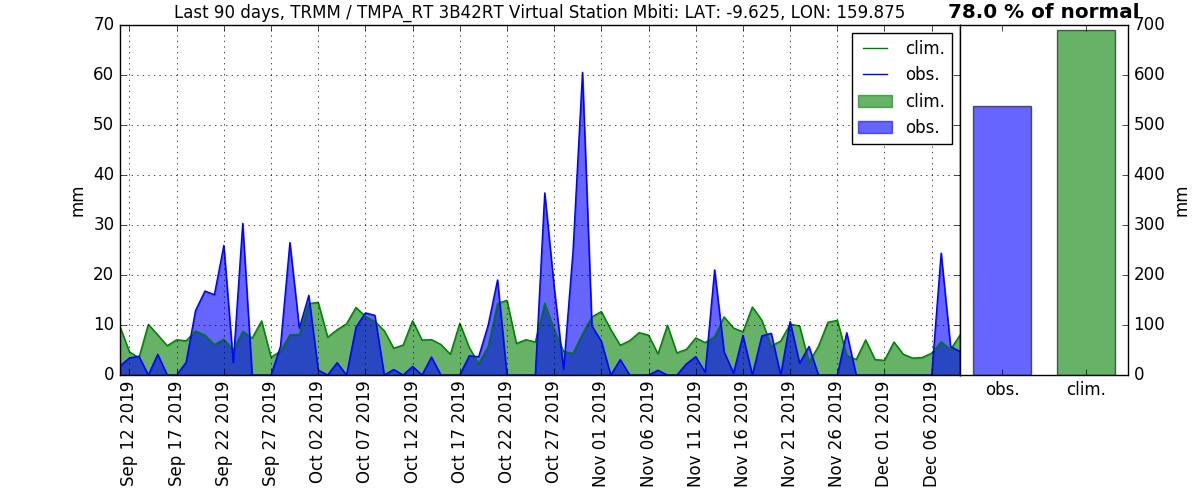 Last 90 days, TRMM / TMPA_RT 3B42RT Virtual Station Mbiti: LAT: -9.625, LON: 159.875
78.0 % of normal
70
60
50
40
30
20
10
0
mm
clim.
obs.
clim.
obs.
Sep 12 2019
Sep 17 2019
Sep 22 2019
Sep 27 2019
Oct 02 2019
Oct 07 2019
Oct 12 2019
Oct 17 2019
Oct 22 2019
Oct 27 2019
Nov 01 2019
Nov 06 2019
Nov 11 2019
Nov 16 2019
Nov 21 2019
Nov 26 2019
Dec 01 2019
Dec 06 2019
obs.
clim.
700
600
500
400
300
200
100
0
mm